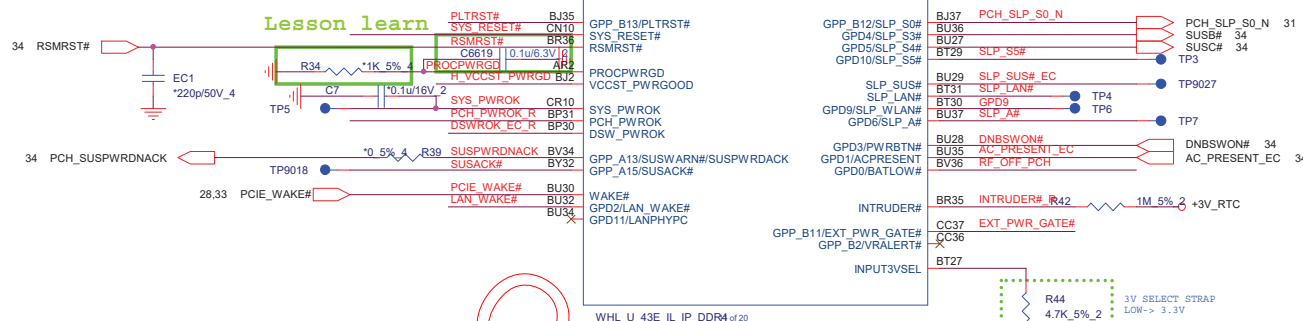 Lesson learn
PLTRST# BJ35 GPP_B13/PLTRST#
SYS_RESET# CN10 SYS_RESET#
34 RSMRST# RSMRST# BR36 RSMRST#
C6619 0.1u/6.3V_2
R34 *1K_5%_4 PROCPWRGD AR2 PROCPWRGD
H_VCCST_PWRGD BJ2 VCCST_PWRGOOD
EC1
*220p/50V_4
C7 *0.1u/16V_2
TP5 SYS_PWROK CR10 SYS_PWROK
PCH_PWROK_R BP31 PCH_PWROK
DSWROK_EC_R BP30 DSW_PWROK
34 PCH_SUSPWRDNACK *0_5%_4 R39 SUSPWRDNACK BV34 GPP_A13/SUSWARN#/SUSPWRDACK
TP9018 SUSACK# BY32 GPP_A15/SUSACK#
28,33 PCIE_WAKE# PCIE_WAKE# BU30 WAKE#
LAN_WAKE# BU32 GPD2/LAN_WAKE#
BU34 GPD11/LANPHYPC
GPP_B12/SLP_S0# BJ37 PCH_SLP_S0_N PCH_SLP_S0_N 31
GPD4/SLP_S3# BU36 SUSB# 34
GPD5/SLP_S4# BU27 SUSC# 34
GPD10/SLP_S5# BT29 SLP_S5# TP3
SLP_SUS# BU29 SLP_SUS#_EC TP9027
SLP_LAN# BT31 SLP_LAN# TP4
GPD9/SLP_WLAN# BT30 GPD9 TP6
GPD6/SLP_A# BU37 SLP_A# TP7
GPD3/PWRBTN# BU28 DNBSWON# DNBSWON# 34
GPD1/ACPRESENT BU35 AC_PRESENT_EC AC_PRESENT_EC 34
GPD0/BATLOW# BV36 RF_OFF_PCH
INTRUDER# BR35 INTRUDER#_R R42 1M_5%_2 +3V_RTC
GPP_B11/EXT_PWR_GATE# CC37 EXT_PWR_GATE#
GPP_B2/VRALERT# CC36
INPUT3VSEL BT27
R44
4.7K_5%_2
3V SELECT STRAP
LOW-> 3.3V
WHL_U_43E_IL_IP_DDR4 of 20